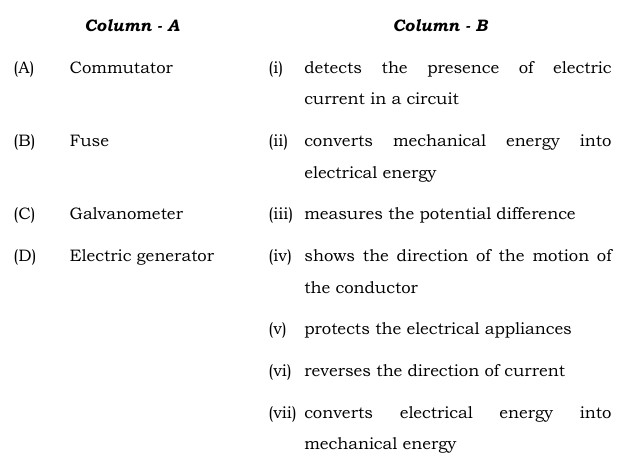 Column - A Column - B
(A) Commutator (i) detects the presence of electric
current in a circuit
(B) Fuse (ii) converts mechanical energy into
electrical energy
(C) Galvanometer (iii) measures the potential difference
(D) Electric generator (iv) shows the direction of the motion of
the conductor
(v) protects the electrical appliances
(vi) reverses the direction of current
(vii) converts electrical energy into
mechanical energy